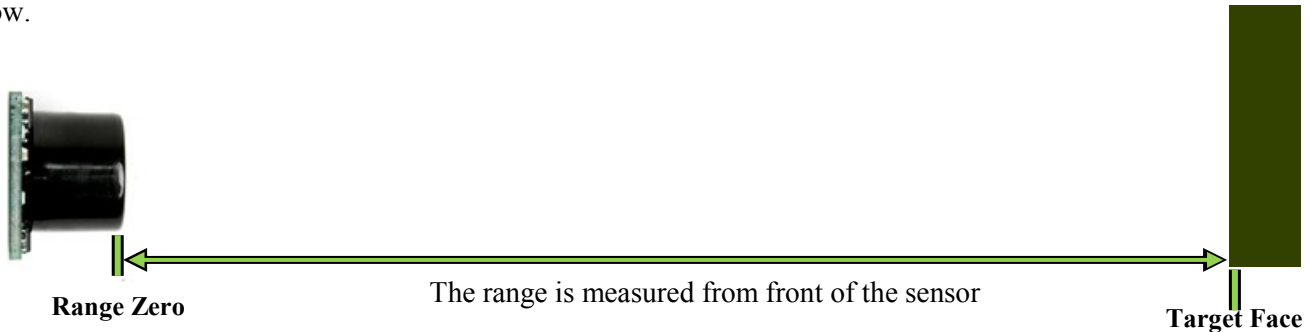 ow.
The range is measured from front of the sensor
Range Zero
Target Face